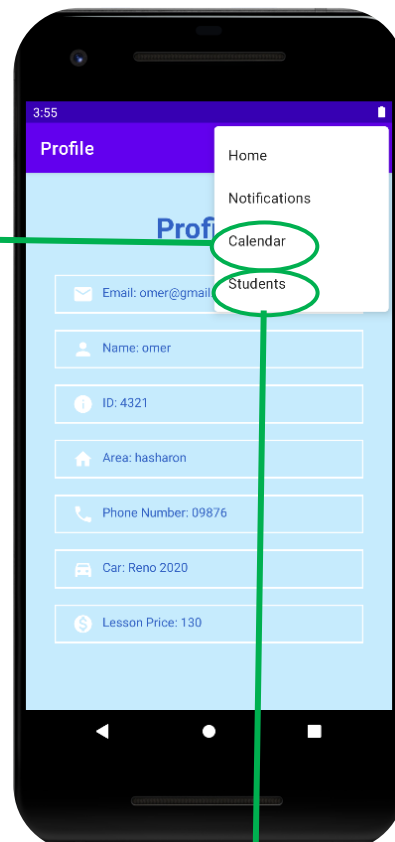 3:55
Profile
Home
Notifications
Calendar
Students
Prof
Email: omer@gmail
Name: omer
ID: 4321
Area: hasharon
Phone Number: 09876
Car: Reno 2020
Lesson Price: 130